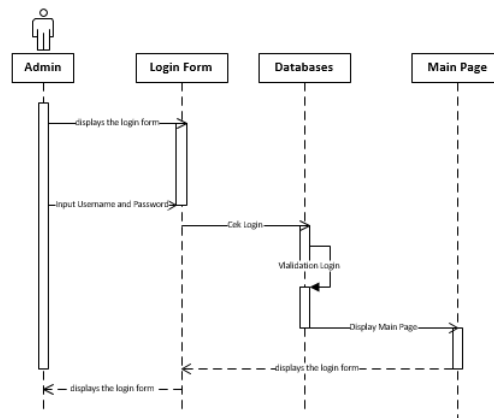 Admin
Login Form
Databases
Main Page
displays the login form
Input Username and Password
Cek Login
Vlalidation Login
Display Main Page
displays the login form
displays the login form